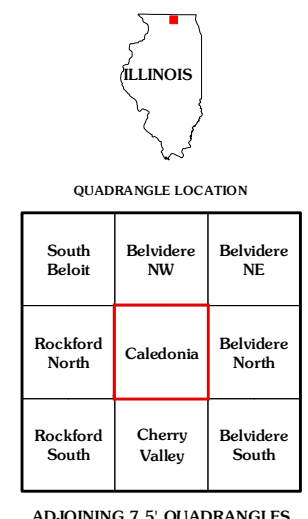 ILLINOIS
QUADRANGLE LOCATION
South
Beloit
Belvidere
NW
Belvidere
NE
Rockford
North
Caledonia
Belvidere
North
Rockford
South
Cherry
Valley
Belvidere
South
ADJOINING 7.5' QUADRANGLES